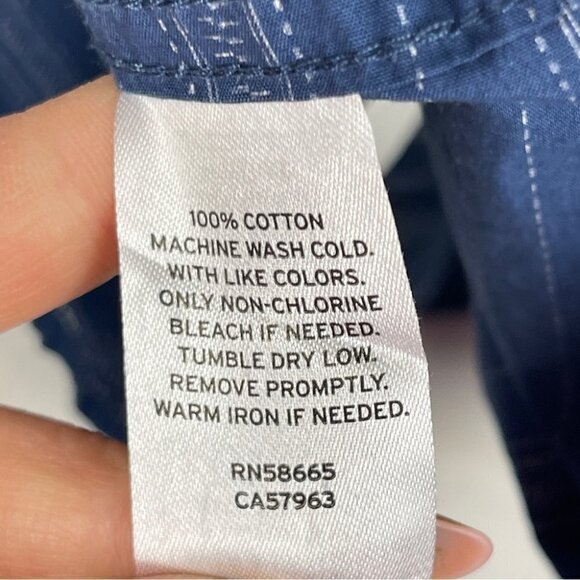 100% COTTON
MACHINE WASH COLD.
WITH LIKE COLORS.
ONLY NON-CHLORINE
BLEACH IF NEEDED.
TUMBLE DRY LOW.
REMOVE PROMPTLY.
WARM IRON IF NEEDED.
RN58665
CA57963